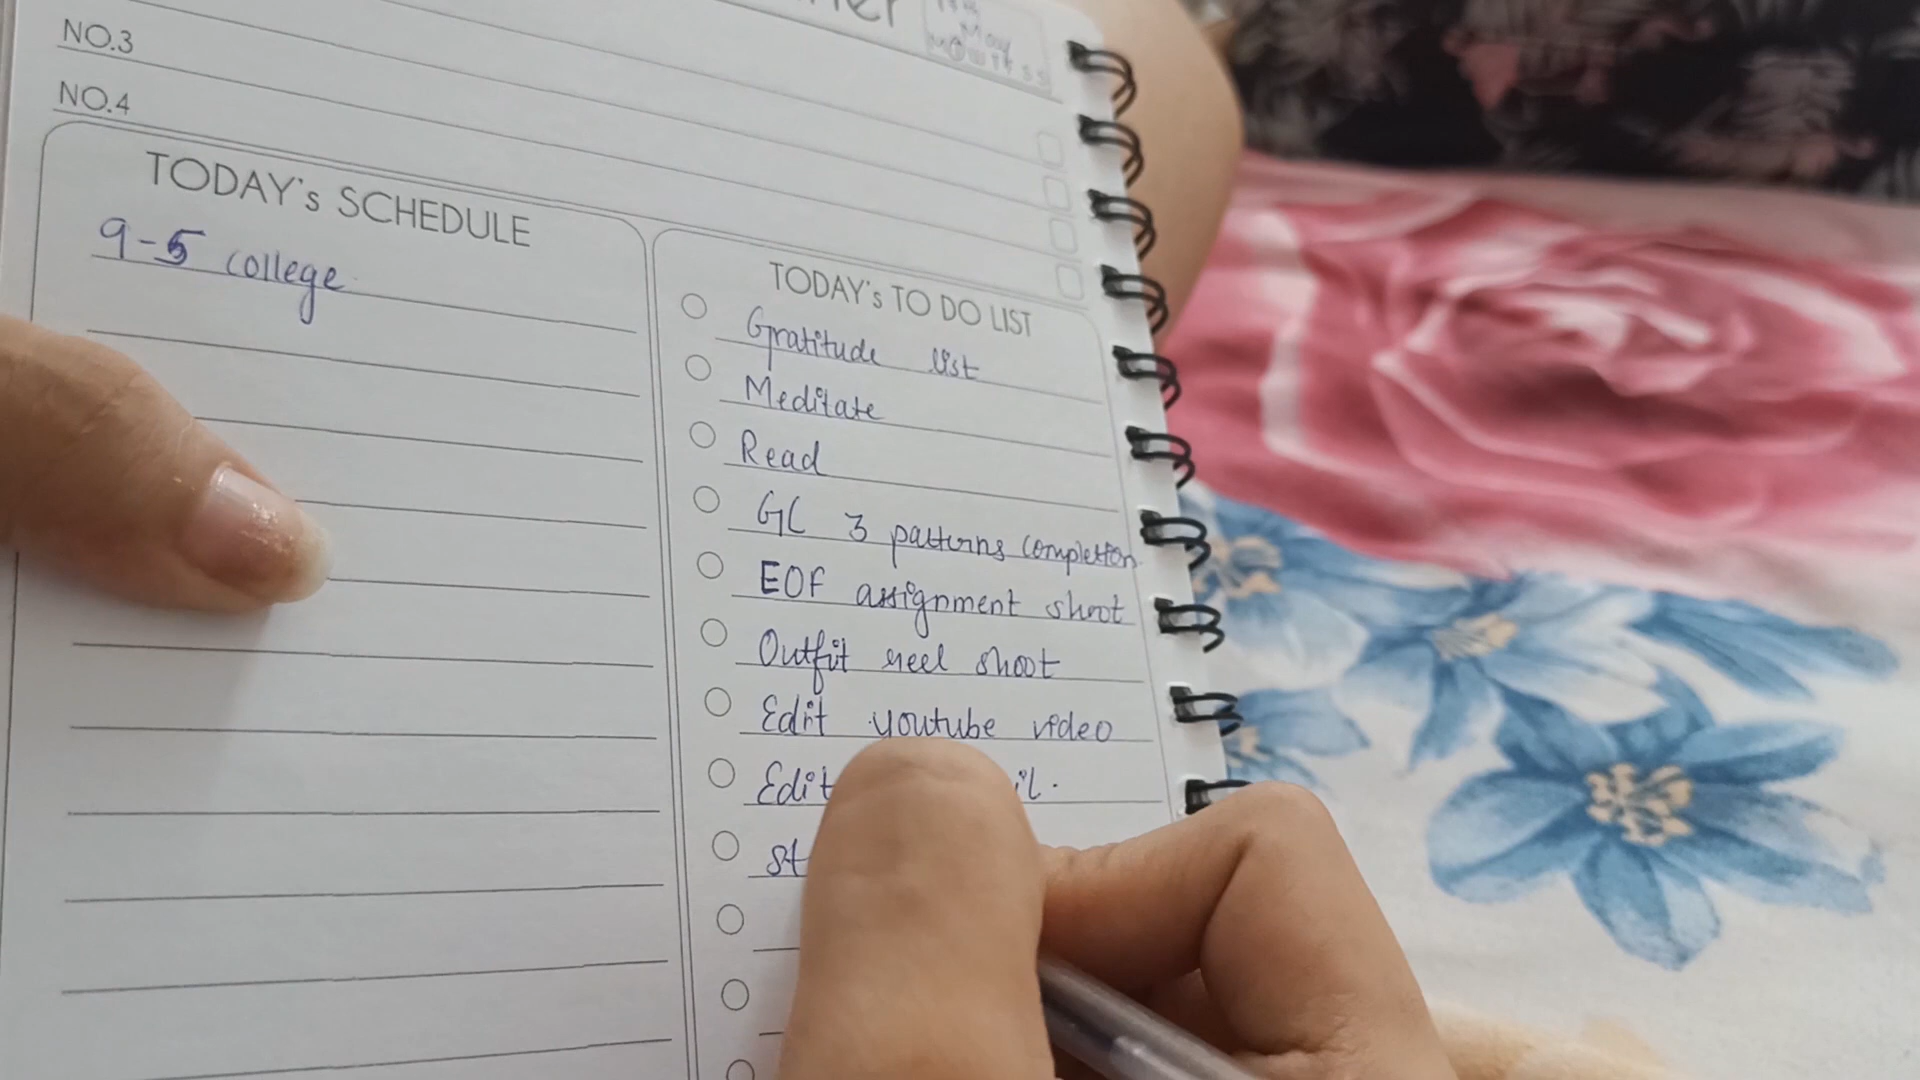 May
NO.3
NO.4
TODAY's SCHEDULE
9-5 college
TODAY's TO DO LIST
Gratitude list
Meditate
Read
GC 3 patterns completion
EOF assignment shoot
Outfit reel shoot
Edit youtube video
Edit